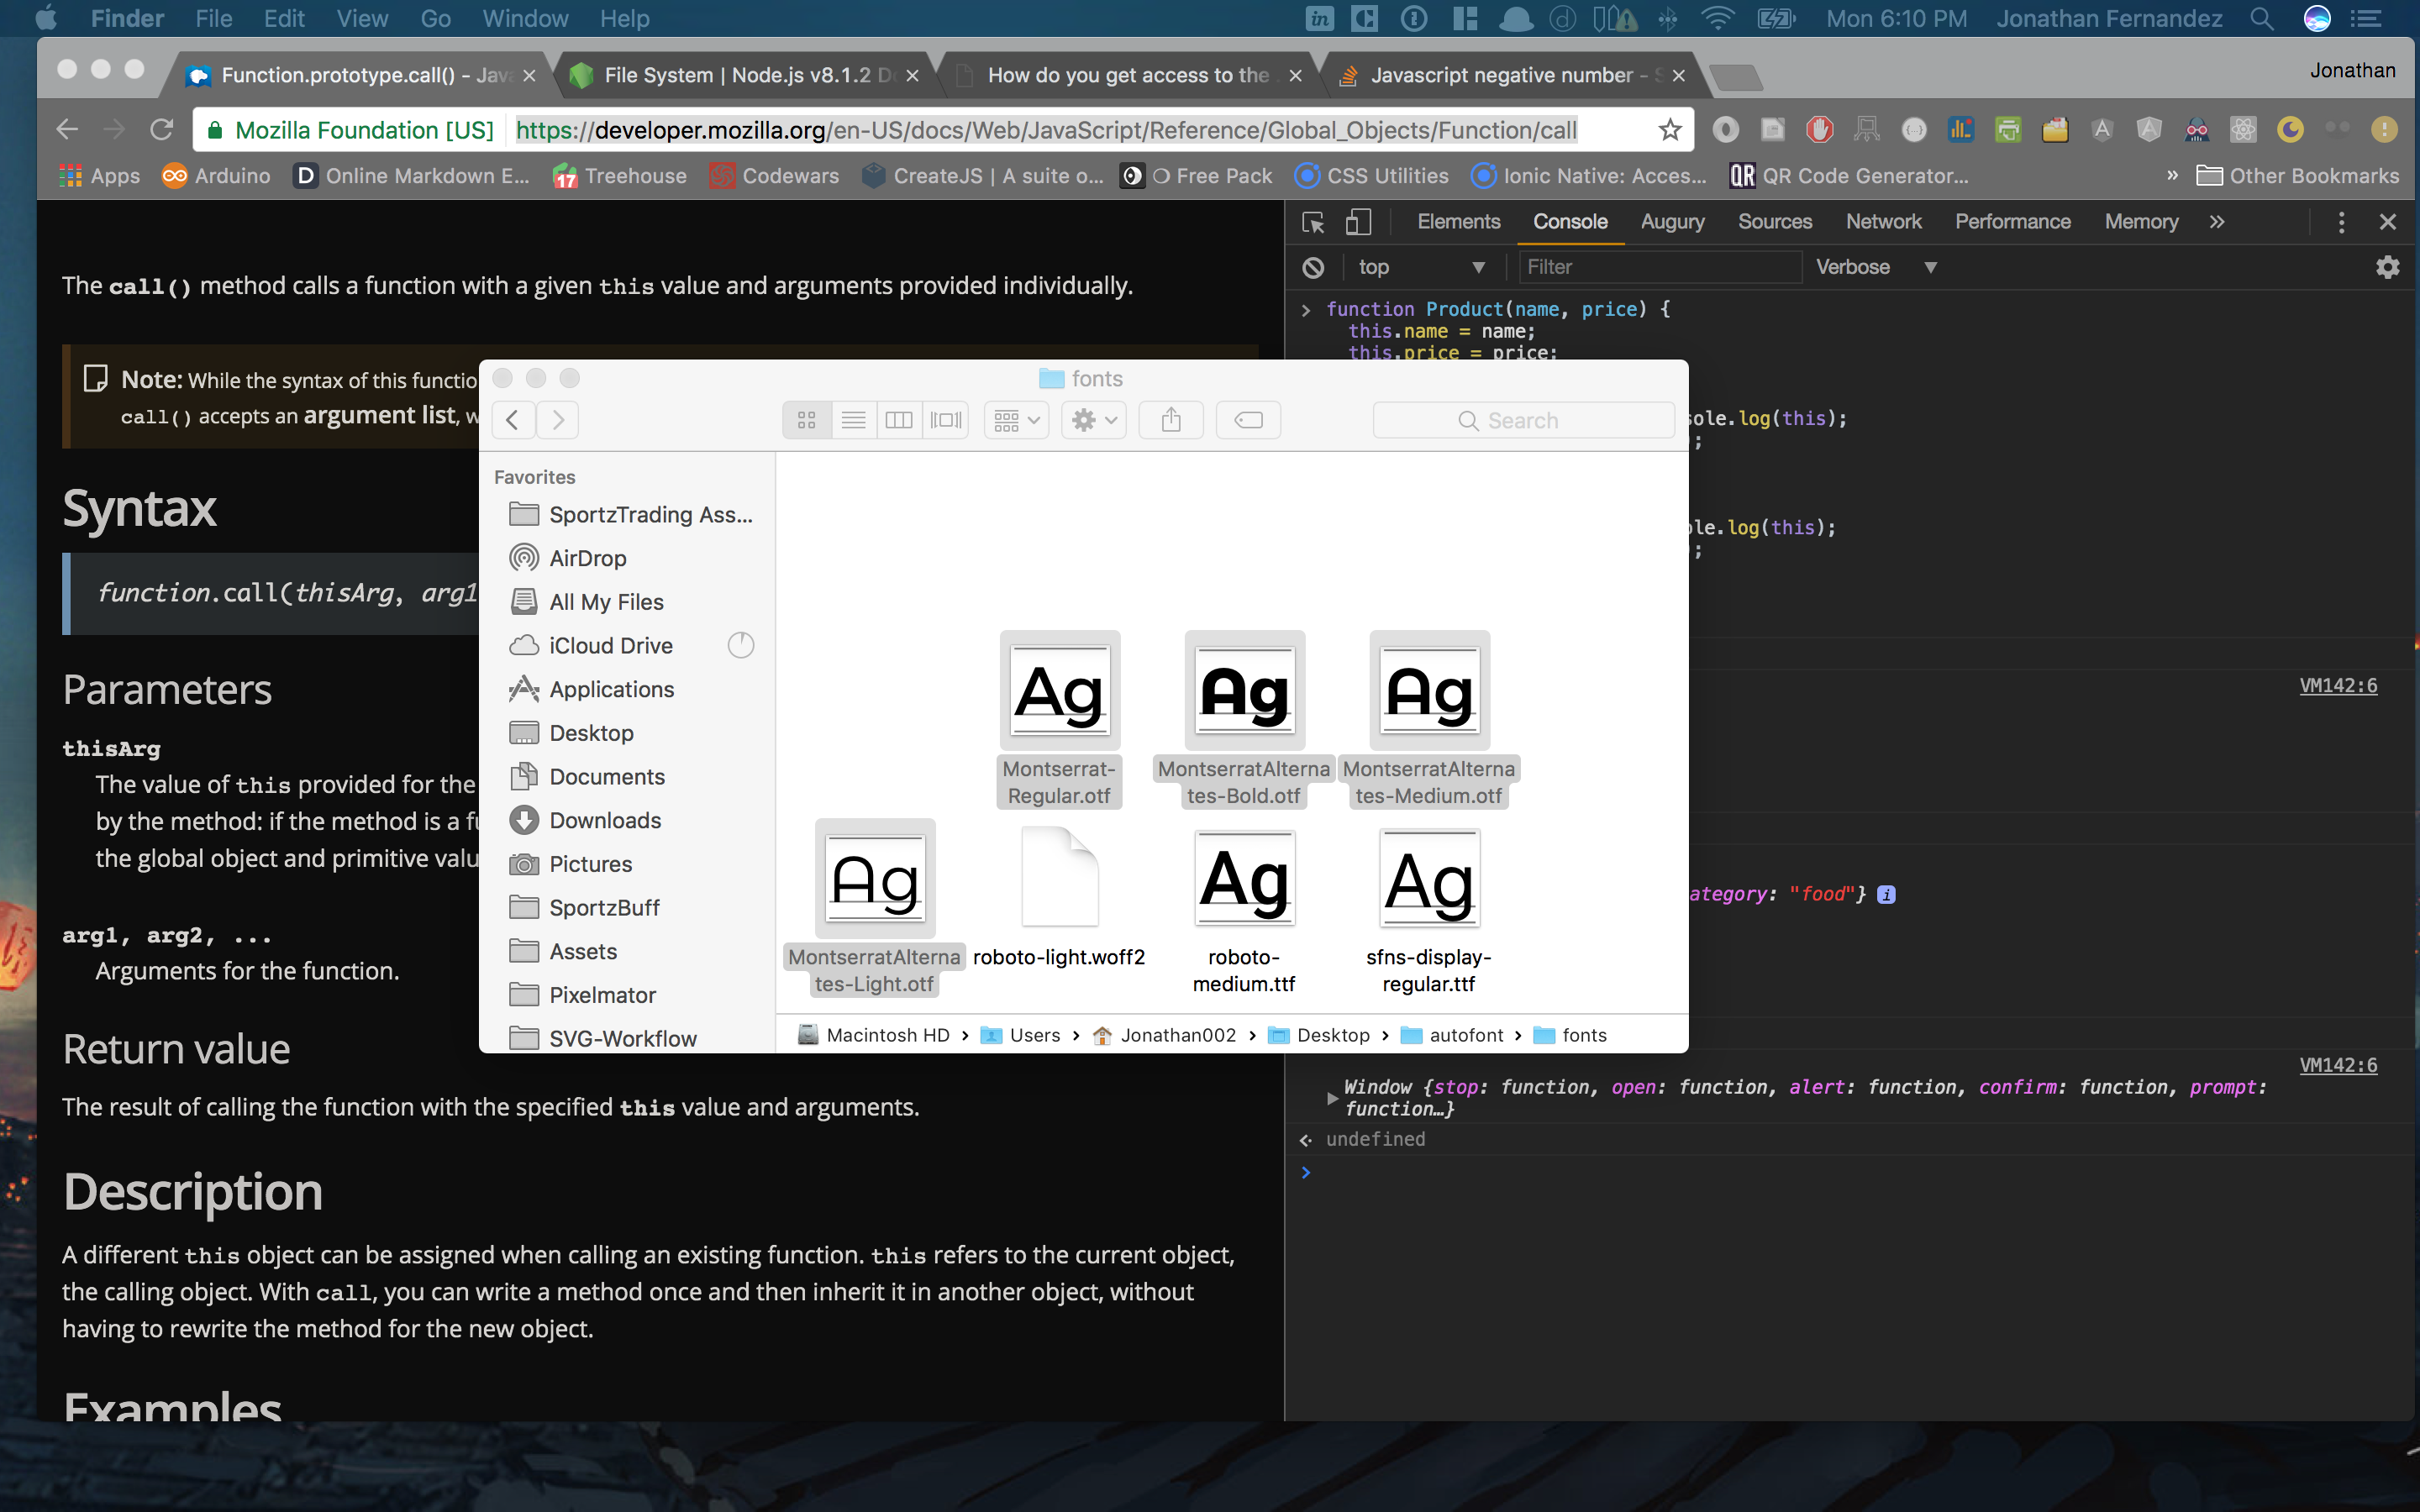 Finder File Edit View Go Window Help
Mon 6:10 PM Jonathan Fernandez
Function.prototype.call() - Java
File System | Node.js v8.1.2 Do
How do you get access to the
Javascript negative number - S
Jonathan
Mozilla Foundation [US]
https://developer.mozilla.org/en-US/docs/Web/JavaScript/Reference/Global_Objects/Function/call
Apps Arduino Online Markdown E... Treehouse Codewars CreateJS | A suite o... Free Pack CSS Utilities Ionic Native: Acces... QR Code Generator... » Other Bookmarks
The call() method calls a function with a given this value and arguments provided individually.
Note: While the syntax of this functio
call() accepts an argument list, w
Syntax
function.call(thisArg, arg1
Parameters
thisArg
The value of this provided for the
by the method: if the method is a fu
the global object and primitive valu
arg1, arg2, ...
Arguments for the function.
Return value
The result of calling the function with the specified this value and arguments.
Description
A different this object can be assigned when calling an existing function. this refers to the current object,
the calling object. With call, you can write a method once and then inherit it in another object, without
having to rewrite the method for the new object.
Examples
fonts
Search
Favorites
SportzTrading Ass...
AirDrop
All My Files
iCloud Drive
Applications
Desktop
Documents
Downloads
Pictures
SportzBuff
Assets
Pixelmator
SVG-Workflow
Ag Ag Ag
Montserrat-
Regular.otf
MontserratAlterna
tes-Bold.otf
MontserratAlterna
tes-Medium.otf
Ag Ag Ag
MontserratAlterna
tes-Light.otf
roboto-light.woff2
roboto-
medium.ttf
sfns-display-
regular.ttf
Macintosh HD › Users › Jonathan002 › Desktop › autofont › fonts
Elements Console Augury Sources Network Performance Memory »
top Filter Verbose
function Product(name, price) {
this.name = name;
this.price = price;
sole.log(this);
;
ole.log(this);
;
VM142:6
ategory: "food"}
VM142:6
Window {stop: function, open: function, alert: function, confirm: function, prompt:
function…}
undefined